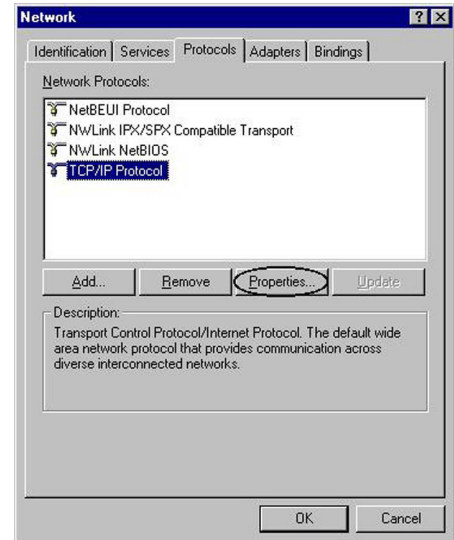 Network
Identification Services Protocols Adapters Bindings
Network Protocols:
NetBEUI Protocol
NWLink IPX/SPX Compatible Transport
NWLink NetBIOS
TCP/IP Protocol
Add... Remove Properties... Update
Description:
Transport Control Protocol/Internet Protocol. The default wide
area network protocol that provides communication across
diverse interconnected networks.
OK Cancel